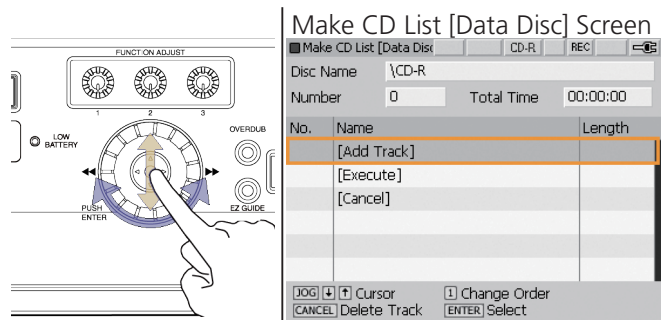 FUNCTION ADJUST
1 2 3
LOW BATTERY
OVERDUB
PUSH ENTER
EZ GUIDE
Make CD List [Data Disc] Screen
Make CD List [Data Disc CD-R REC
Disc Name \CD-R
Number 0 Total Time 00:00:00
No. Name Length
[Add Track]
[Execute]
[Cancel]
JOG Cursor 1 Change Order
CANCEL Delete Track ENTER Select